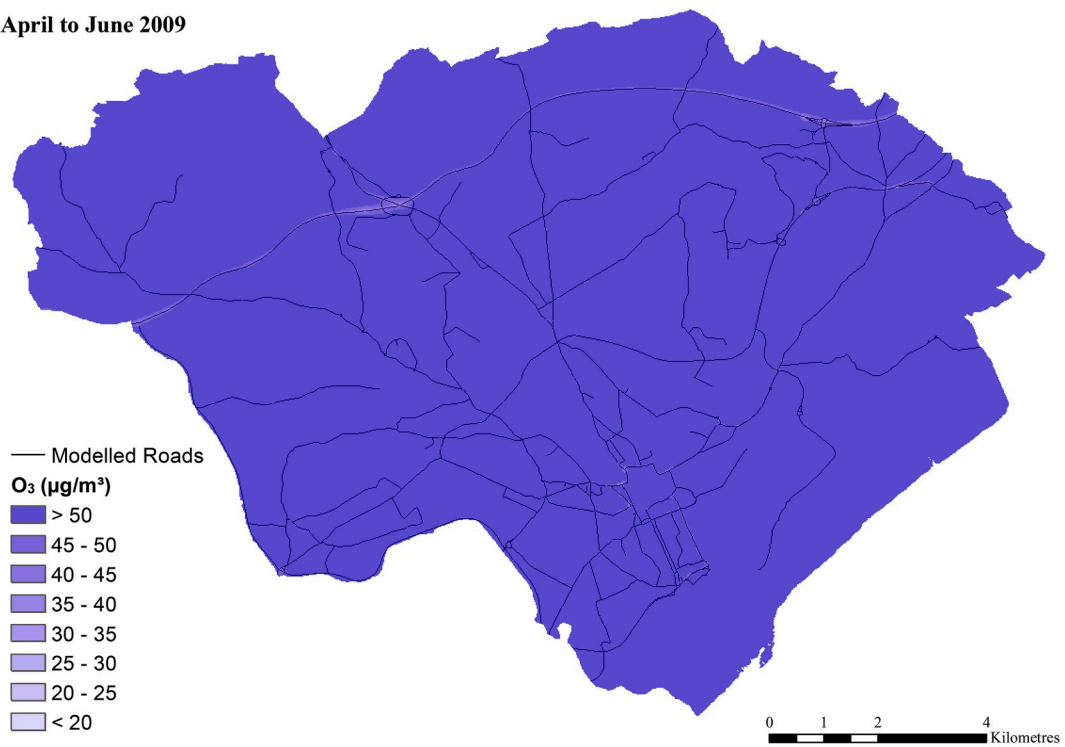 April to June 2009
Modelled Roads
O₃ (µg/m³)
> 50
45 - 50
40 - 45
35 - 40
30 - 35
25 - 30
20 - 25
< 20
0 1 2 4
Kilometres